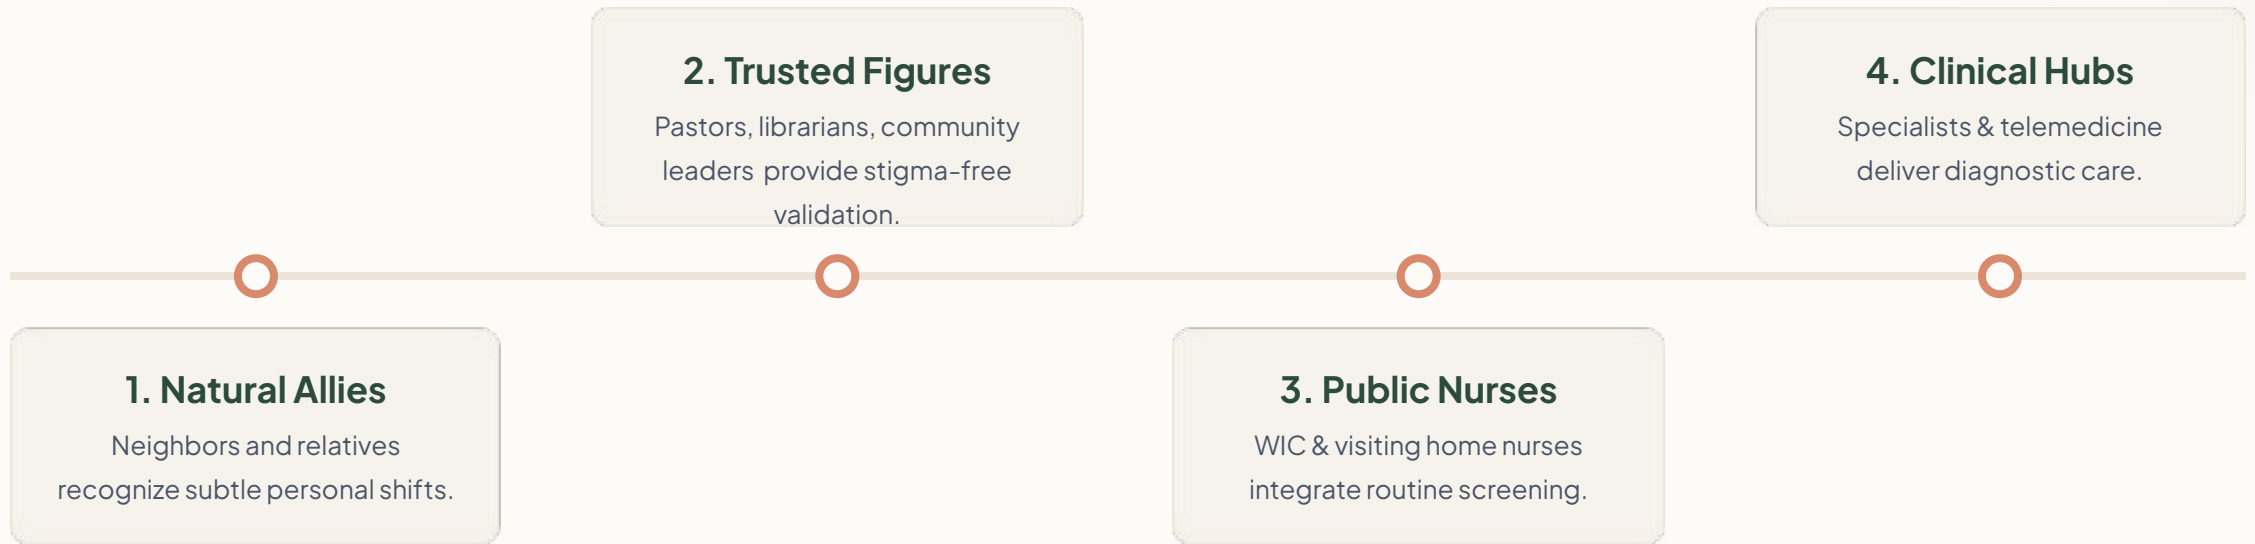 1. Natural Allies
Neighbors and relatives
recognize subtle personal shifts.
2. Trusted Figures
Pastors, librarians, community
leaders provide stigma-free
validation.
3. Public Nurses
WIC & visiting home nurses
integrate routine screening.
4. Clinical Hubs
Specialists & telemedicine
deliver diagnostic care.